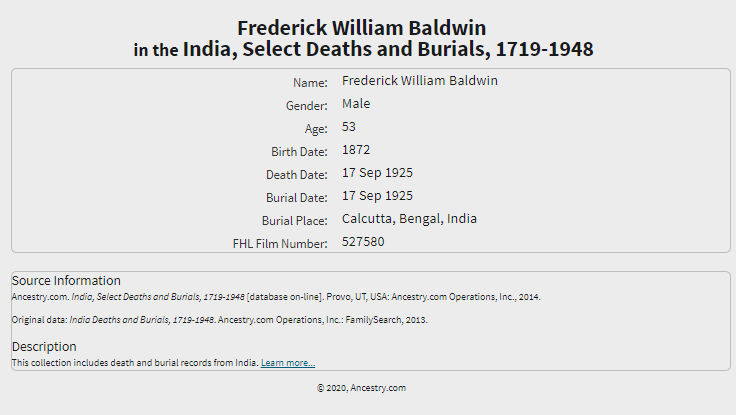 Frederick William Baldwin
in the India, Select Deaths and Burials, 1719-1948
Name: Frederick William Baldwin
Gender: Male
Age: 53
Birth Date: 1872
Death Date: 17 Sep 1925
Burial Date: 17 Sep 1925
Burial Place: Calcutta, Bengal, India
FHL Film Number: 527580
Source Information
Ancestry.com. India, Select Deaths and Burials, 1719-1948 [database on-line]. Provo, UT, USA: Ancestry.com Operations, Inc., 2014.
Original data: India Deaths and Burials, 1719-1948. Ancestry.com Operations, Inc.: FamilySearch, 2013.
Description
This collection includes death and burial records from India. Learn more...
© 2020, Ancestry.com